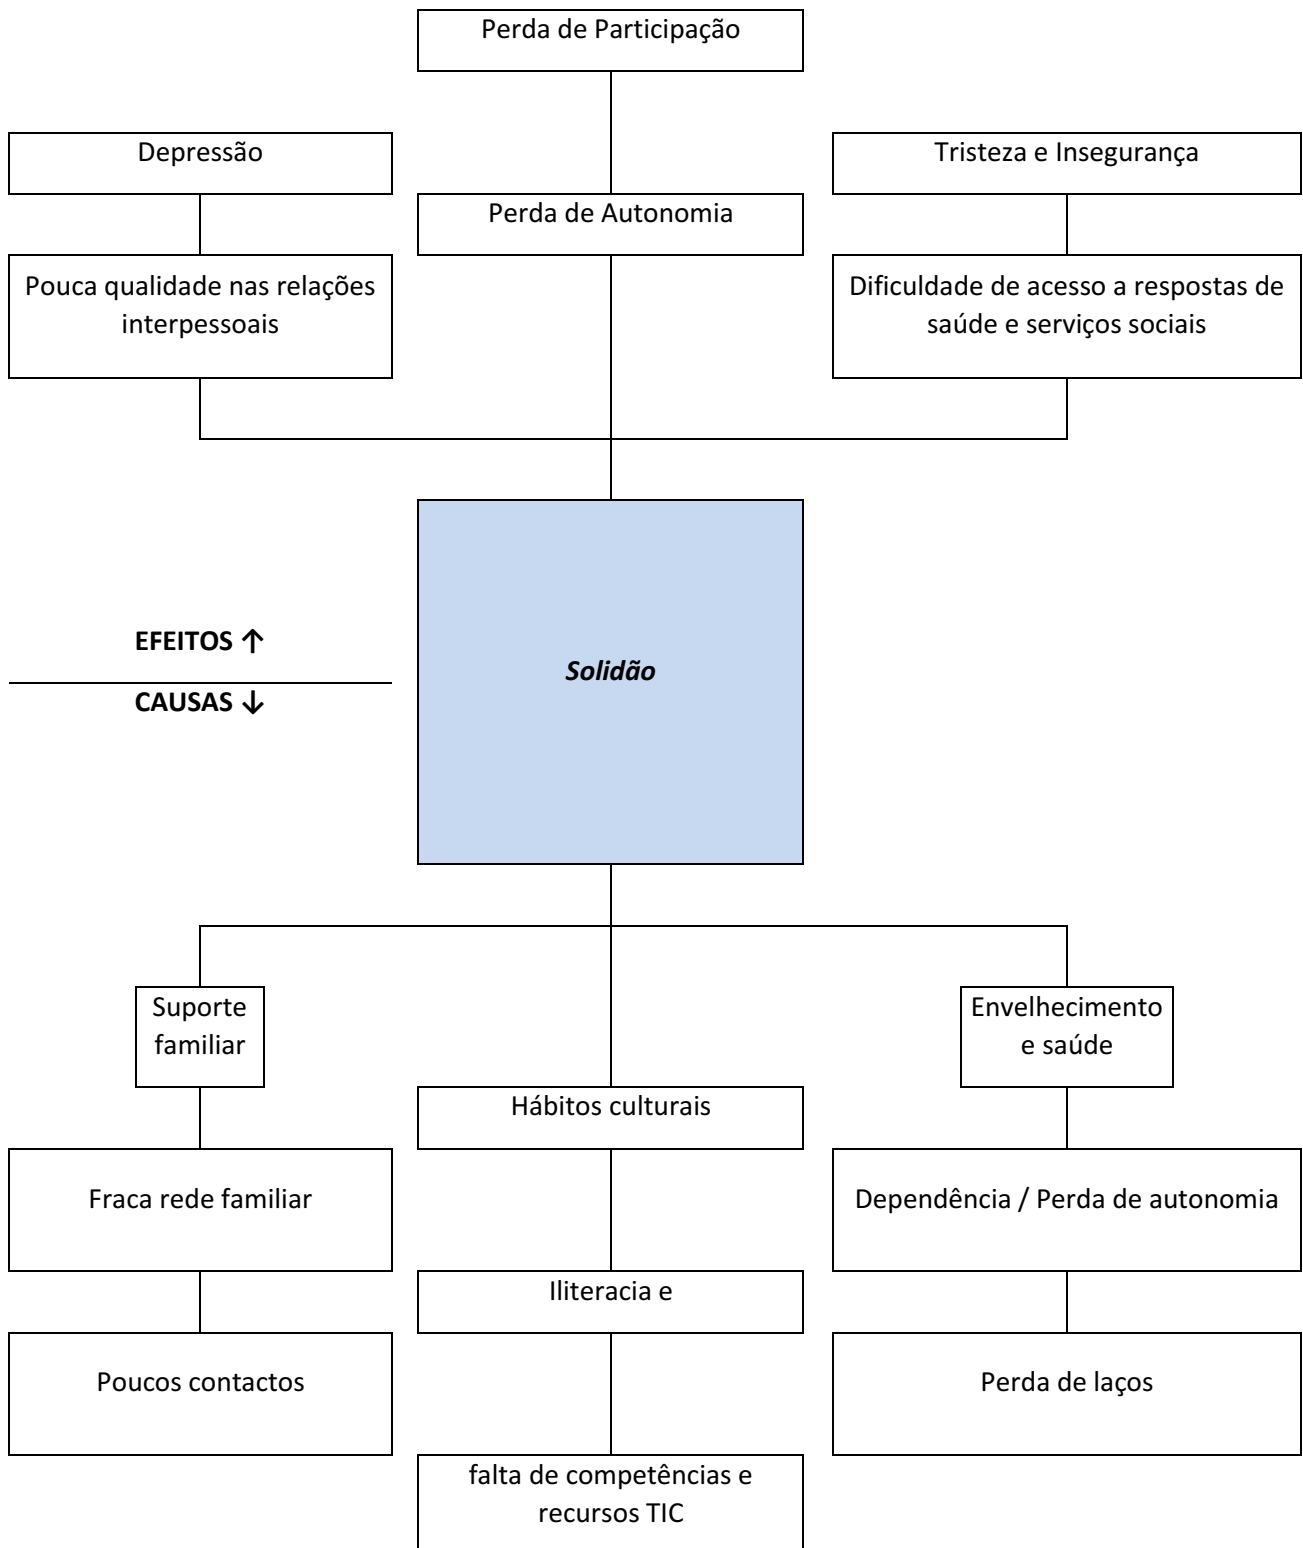 Perda de Participação
Depressão
Tristeza e Insegurança
Perda de Autonomia
Pouca qualidade nas relações
interpessoais
Dificuldade de acesso a respostas de
saúde e serviços sociais
EFEITOS ↑
CAUSAS ↓
Solidão
Suporte
familiar
Envelhecimento
e saúde
Hábitos culturais
Fraca rede familiar
Dependência / Perda de autonomia
Iliteracia e
Poucos contactos
Perda de laços
falta de competências e
recursos TIC